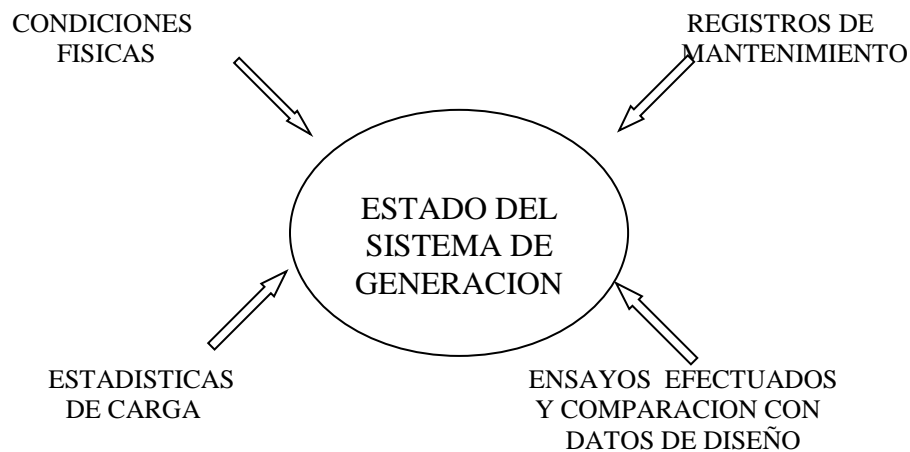 CONDICIONES
FISICAS
REGISTROS DE
MANTENIMIENTO
ESTADO DEL
SISTEMA DE
GENERACION
ESTADISTICAS
DE CARGA
ENSAYOS EFECTUADOS
Y COMPARACION CON
DATOS DE DISEÑO